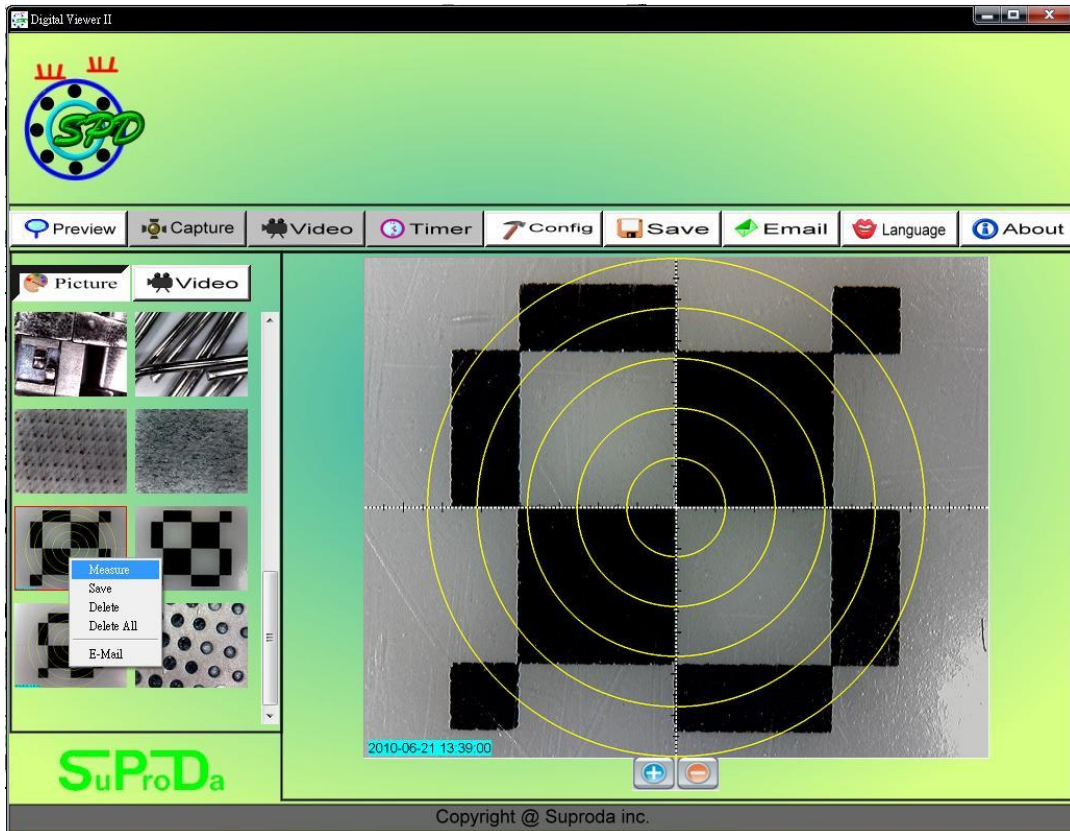 Digital Viewer II
SPD
Preview
Capture
Video
Timer
Config
Save
Email
Language
About
Picture
Video
Measure
Save
Delete
Delete All
E-Mail
2010-06-21 13:39:00
SuProDa
Copyright @ Suproda inc.